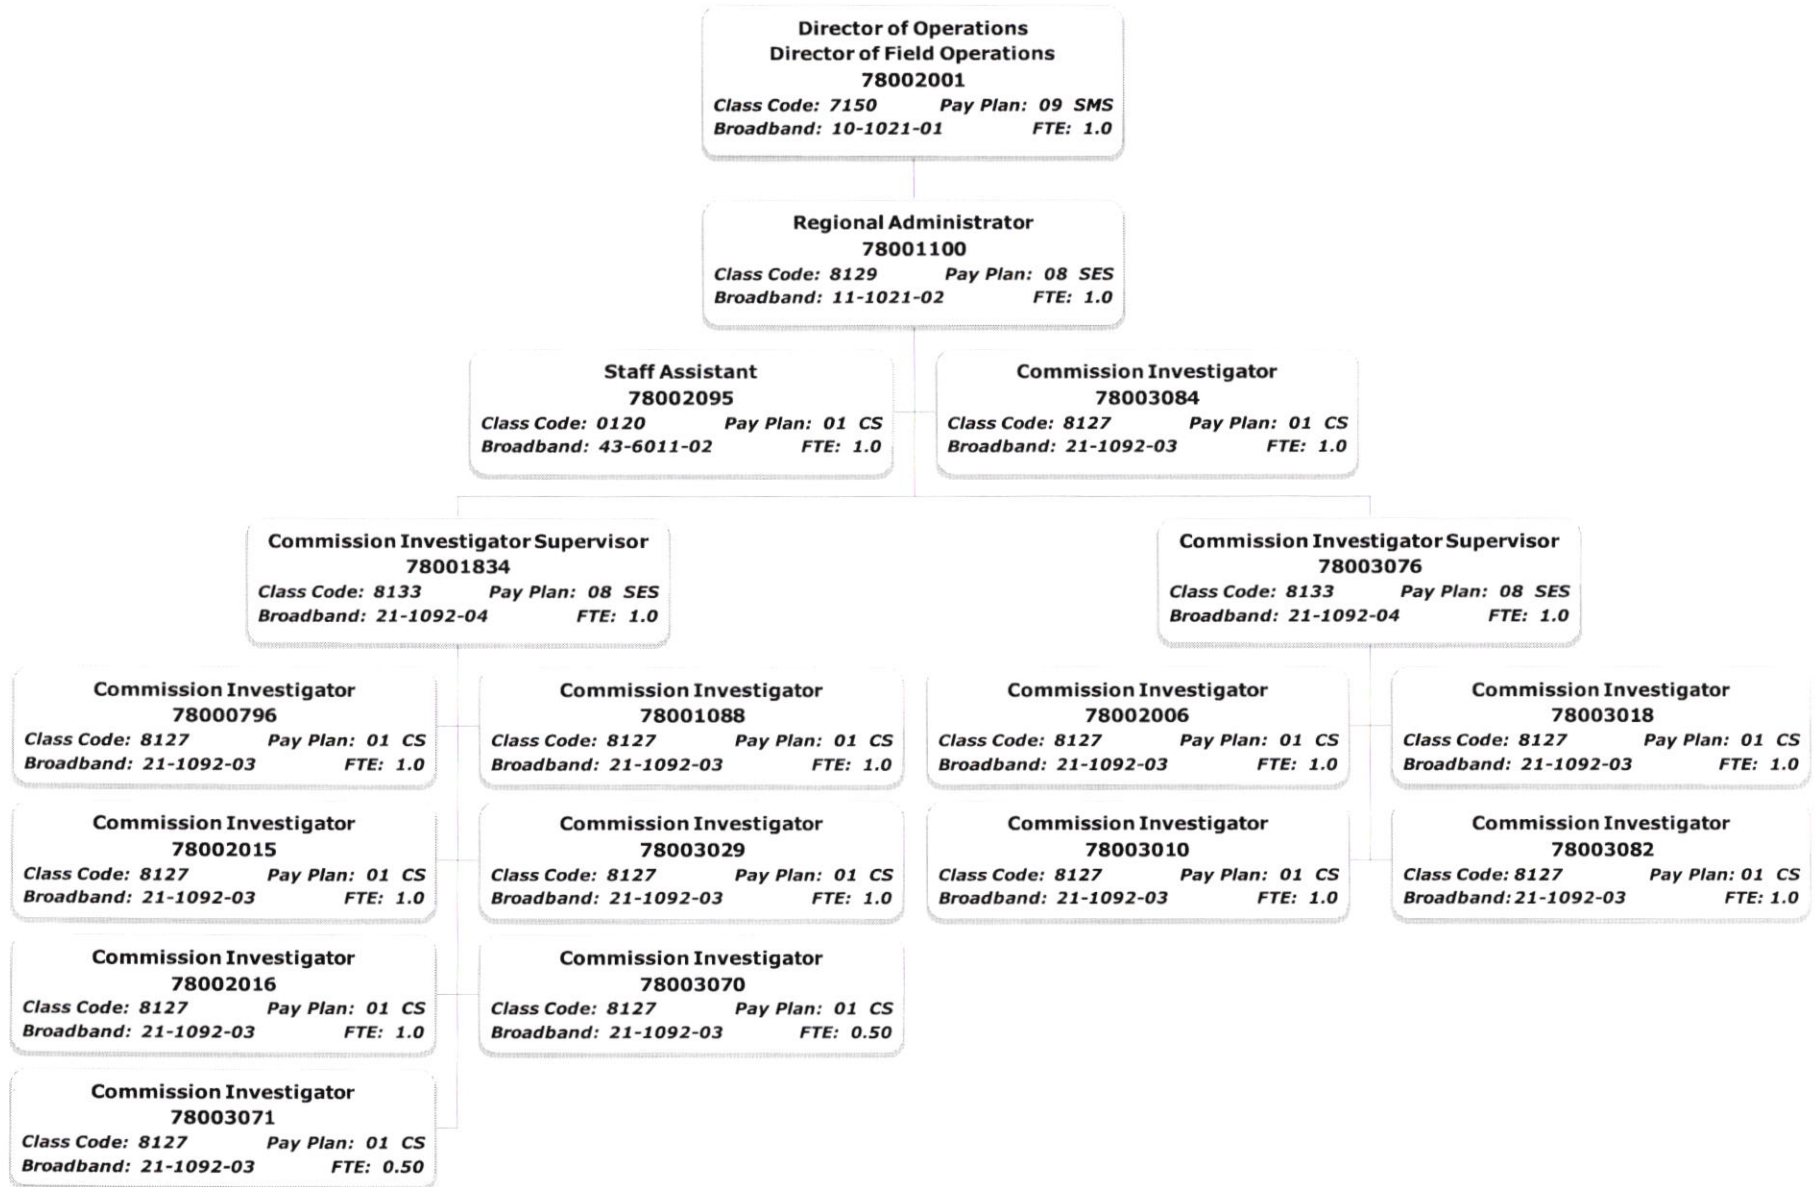 Director of Operations
Director of Field Operations
78002001
Class Code: 7150 Pay Plan: 09 SMS
Broadband: 10-1021-01 FTE: 1.0
Regional Administrator
78001100
Class Code: 8129 Pay Plan: 08 SES
Broadband: 11-1021-02 FTE: 1.0
Staff Assistant
78002095
Class Code: 0120 Pay Plan: 01 CS
Broadband: 43-6011-02 FTE: 1.0
Commission Investigator
78003084
Class Code: 8127 Pay Plan: 01 CS
Broadband: 21-1092-03 FTE: 1.0
Commission Investigator Supervisor
78001834
Class Code: 8133 Pay Plan: 08 SES
Broadband: 21-1092-04 FTE: 1.0
Commission Investigator Supervisor
78003076
Class Code: 8133 Pay Plan: 08 SES
Broadband: 21-1092-04 FTE: 1.0
Commission Investigator
78000796
Class Code: 8127 Pay Plan: 01 CS
Broadband: 21-1092-03 FTE: 1.0
Commission Investigator
78001088
Class Code: 8127 Pay Plan: 01 CS
Broadband: 21-1092-03 FTE: 1.0
Commission Investigator
78002006
Class Code: 8127 Pay Plan: 01 CS
Broadband: 21-1092-03 FTE: 1.0
Commission Investigator
78003018
Class Code: 8127 Pay Plan: 01 CS
Broadband: 21-1092-03 FTE: 1.0
Commission Investigator
78002015
Class Code: 8127 Pay Plan: 01 CS
Broadband: 21-1092-03 FTE: 1.0
Commission Investigator
78003029
Class Code: 8127 Pay Plan: 01 CS
Broadband: 21-1092-03 FTE: 1.0
Commission Investigator
78003010
Class Code: 8127 Pay Plan: 01 CS
Broadband: 21-1092-03 FTE: 1.0
Commission Investigator
78003082
Class Code: 8127 Pay Plan: 01 CS
Broadband: 21-1092-03 FTE: 1.0
Commission Investigator
78002016
Class Code: 8127 Pay Plan: 01 CS
Broadband: 21-1092-03 FTE: 1.0
Commission Investigator
78003070
Class Code: 8127 Pay Plan: 01 CS
Broadband: 21-1092-03 FTE: 0.50
Commission Investigator
78003071
Class Code: 8127 Pay Plan: 01 CS
Broadband: 21-1092-03 FTE: 0.50